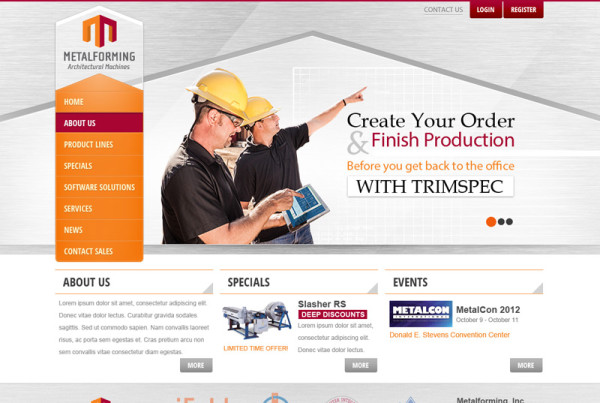 CONTACT US
LOGIN
REGISTER
METALFORMING
Architectural Machines
HOME
ABOUT US
PRODUCT LINES
SPECIALS
SOFTWARE SOLUTIONS
SERVICES
NEWS
CONTACT SALES
Create Your Order
& Finish Production
Before you get back to the office
WITH TRIMSPEC
ABOUT US
Lorem ipsum dolor sit amet, consectetur adipiscing elit.
Donec vitae dolor lectus. Curabitur gravida sodales
sagittis. Sed ut commodo sapien. Nam convallis laoreet
risus, ac porta sem egestas et. Cras pretium arcu non
sem convallis vitae consectetur diam egestas.
MORE
SPECIALS
Slasher RS
DEEP DISCOUNTS
Lorem ipsum dolor sit amet,
consectetur adipiscing elit.
Donec vitae dolor lectus.
LIMITED TIME OFFER!
MORE
EVENTS
METALCON
INTERNATIONAL
MetalCon 2012
October 9 - October 11
Donald E. Stevens Convention Center
MORE
Metalforming, Inc